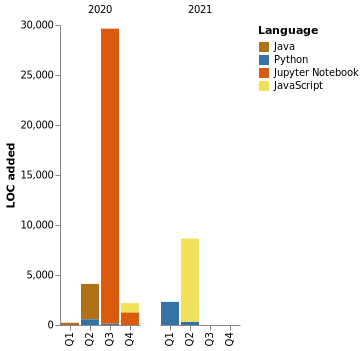 2020 2021
Language
Java
Python
Jupyter Notebook
JavaScript
LOC added
30,000
25,000
20,000
15,000
10,000
5,000
0
Q1 Q2 Q3 Q4 Q1 Q2 Q3 Q4